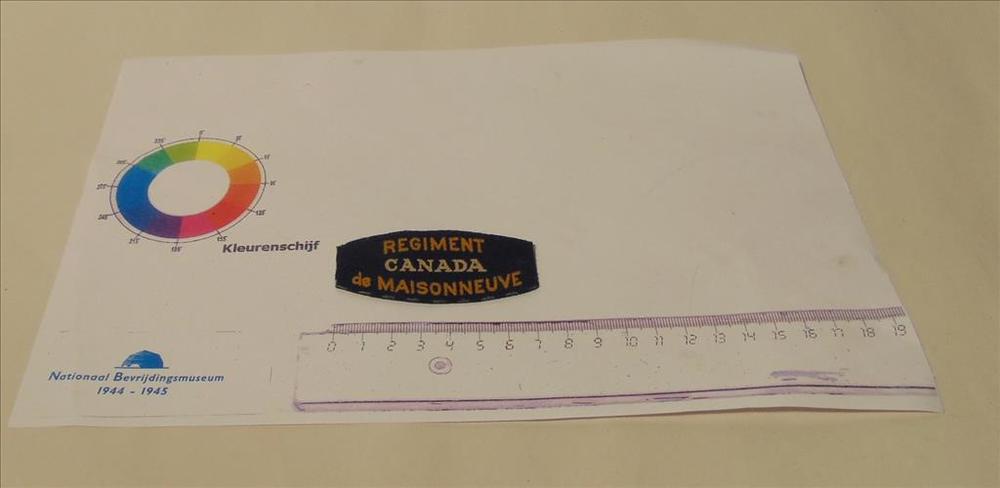 Kleurenschijf
REGIMENT
CANADA
de MAISONNEUVE
0 1 2 3 4 5 6 7 8 9 10 11 12 13 14 15 16 17 18 19
Nationaal Bevrijdingsmuseum
1944 - 1945